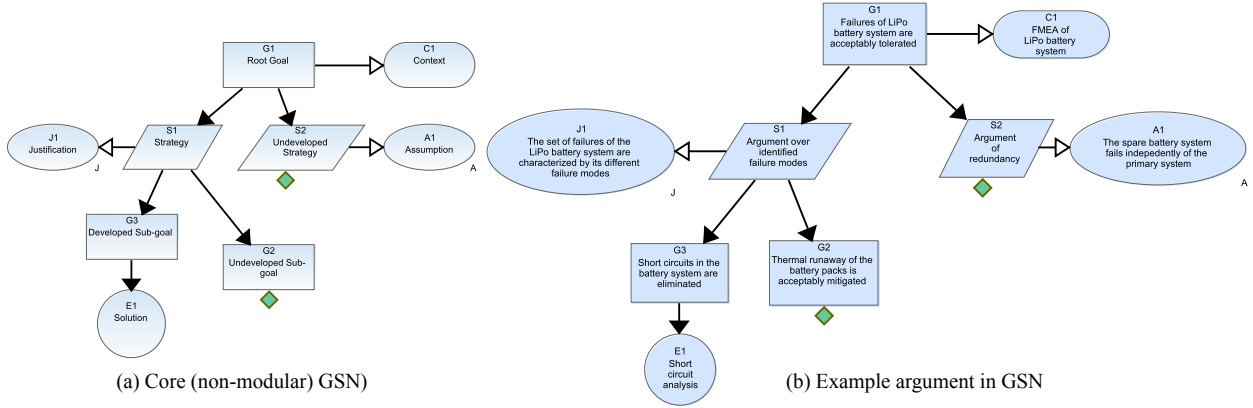 G1
Root Goal
C1
Context
J1
Justification
J
S1
Strategy
S2
Undeveloped
Strategy
A1
Assumption
A
G3
Developed Sub-goal
G2
Undeveloped Sub-
goal
E1
Solution
(a) Core (non-modular) GSN)
G1
Failures of LiPo
battery system are
acceptably tolerated
C1
FMEA of
LiPo battery
system
J1
The set of failures of the
LiPo battery system are
characterized by its different
failure modes
J
S1
Argument over
identified
failure modes
S2
Argument
of
redundancy
A1
The spare battery system
fails indepedently of the
primary system
A
G3
Short circuits in the
battery system are
eliminated
G2
Thermal runaway of the
battery packs is
acceptably mitigated
E1
Short
circuit
analysis
(b) Example argument in GSN